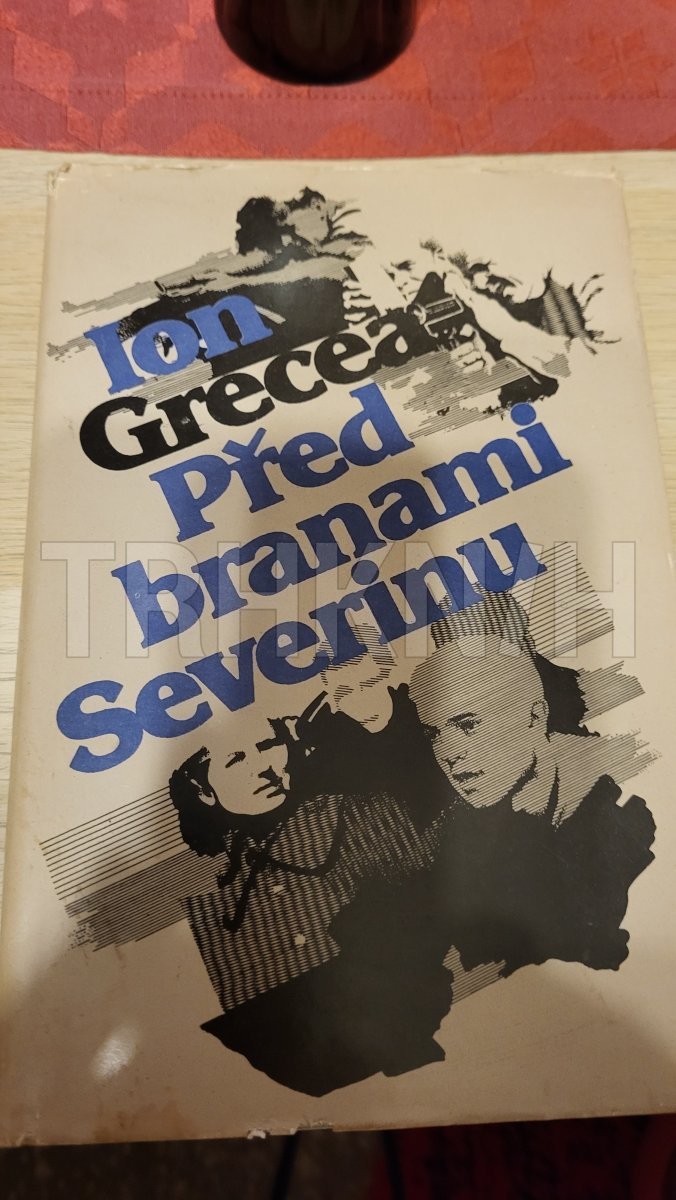 Ion
Grecea
Před
branami
Severinu
TRHKNIH